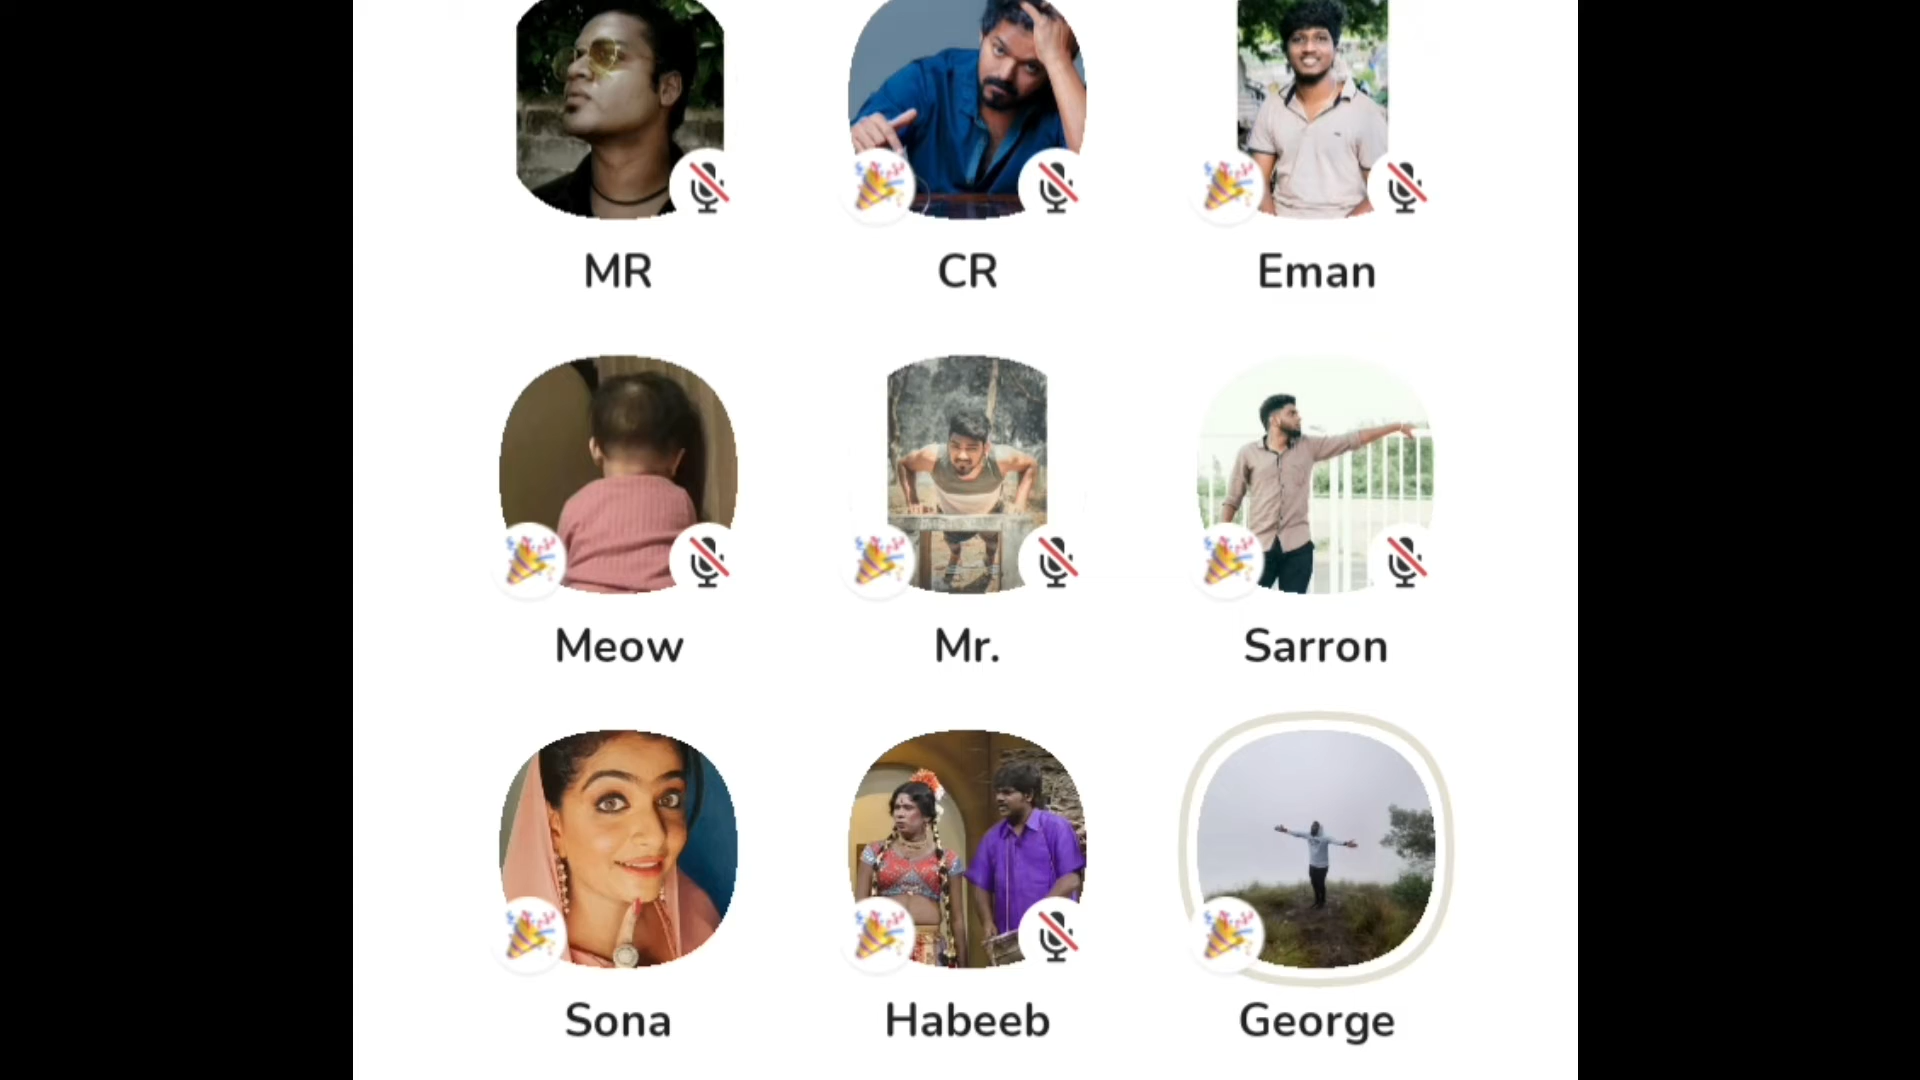 MR
CR
Eman
Meow
Mr.
Sarron
Sona
Habeeb
George